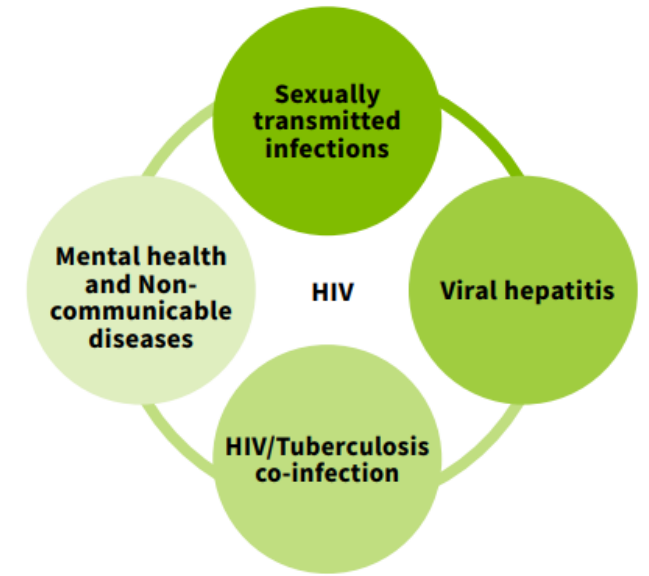 Sexually
transmitted
infections
Mental health
and Non-
communicable
diseases
HIV
Viral hepatitis
HIV/Tuberculosis
co-infection